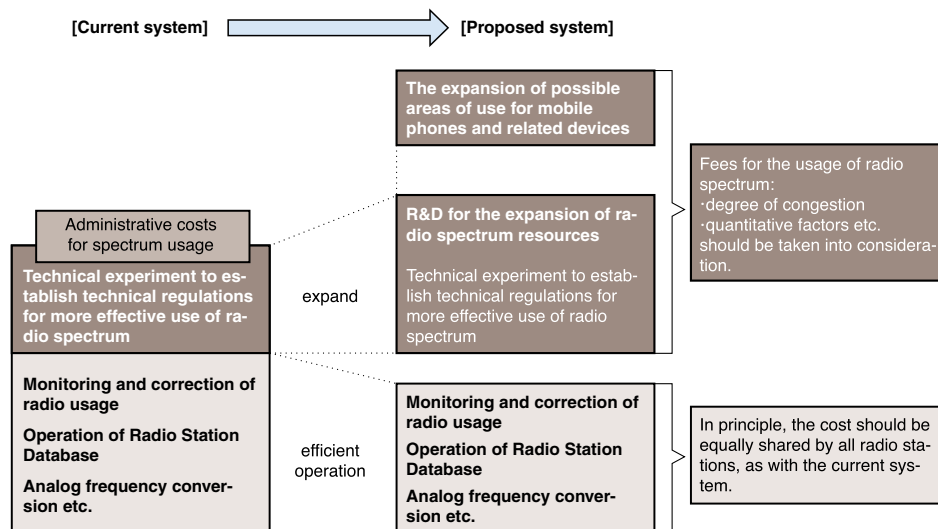 [Current system]
[Proposed system]
Administrative costs
for spectrum usage
Technical experiment to es-
tablish technical regulations
for more effective use of ra-
dio spectrum
Monitoring and correction of
radio usage
Operation of Radio Station
Database
Analog frequency conver-
sion etc.
expand
efficient
operation
The expansion of possible
areas of use for mobile
phones and related devices
R&D for the expansion of ra-
dio spectrum resources
Technical experiment to estab-
lish technical regulations for
more effective use of radio
spectrum
Monitoring and correction of
radio usage
Operation of Radio Station
Database
Analog frequency conver-
sion etc.
Fees for the usage of radio
spectrum:
·degree of congestion
·quantitative factors etc.
should be taken into considera-
tion.
In principle, the cost should be
equally shared by all radio sta-
tions, as with the current sys-
tem.